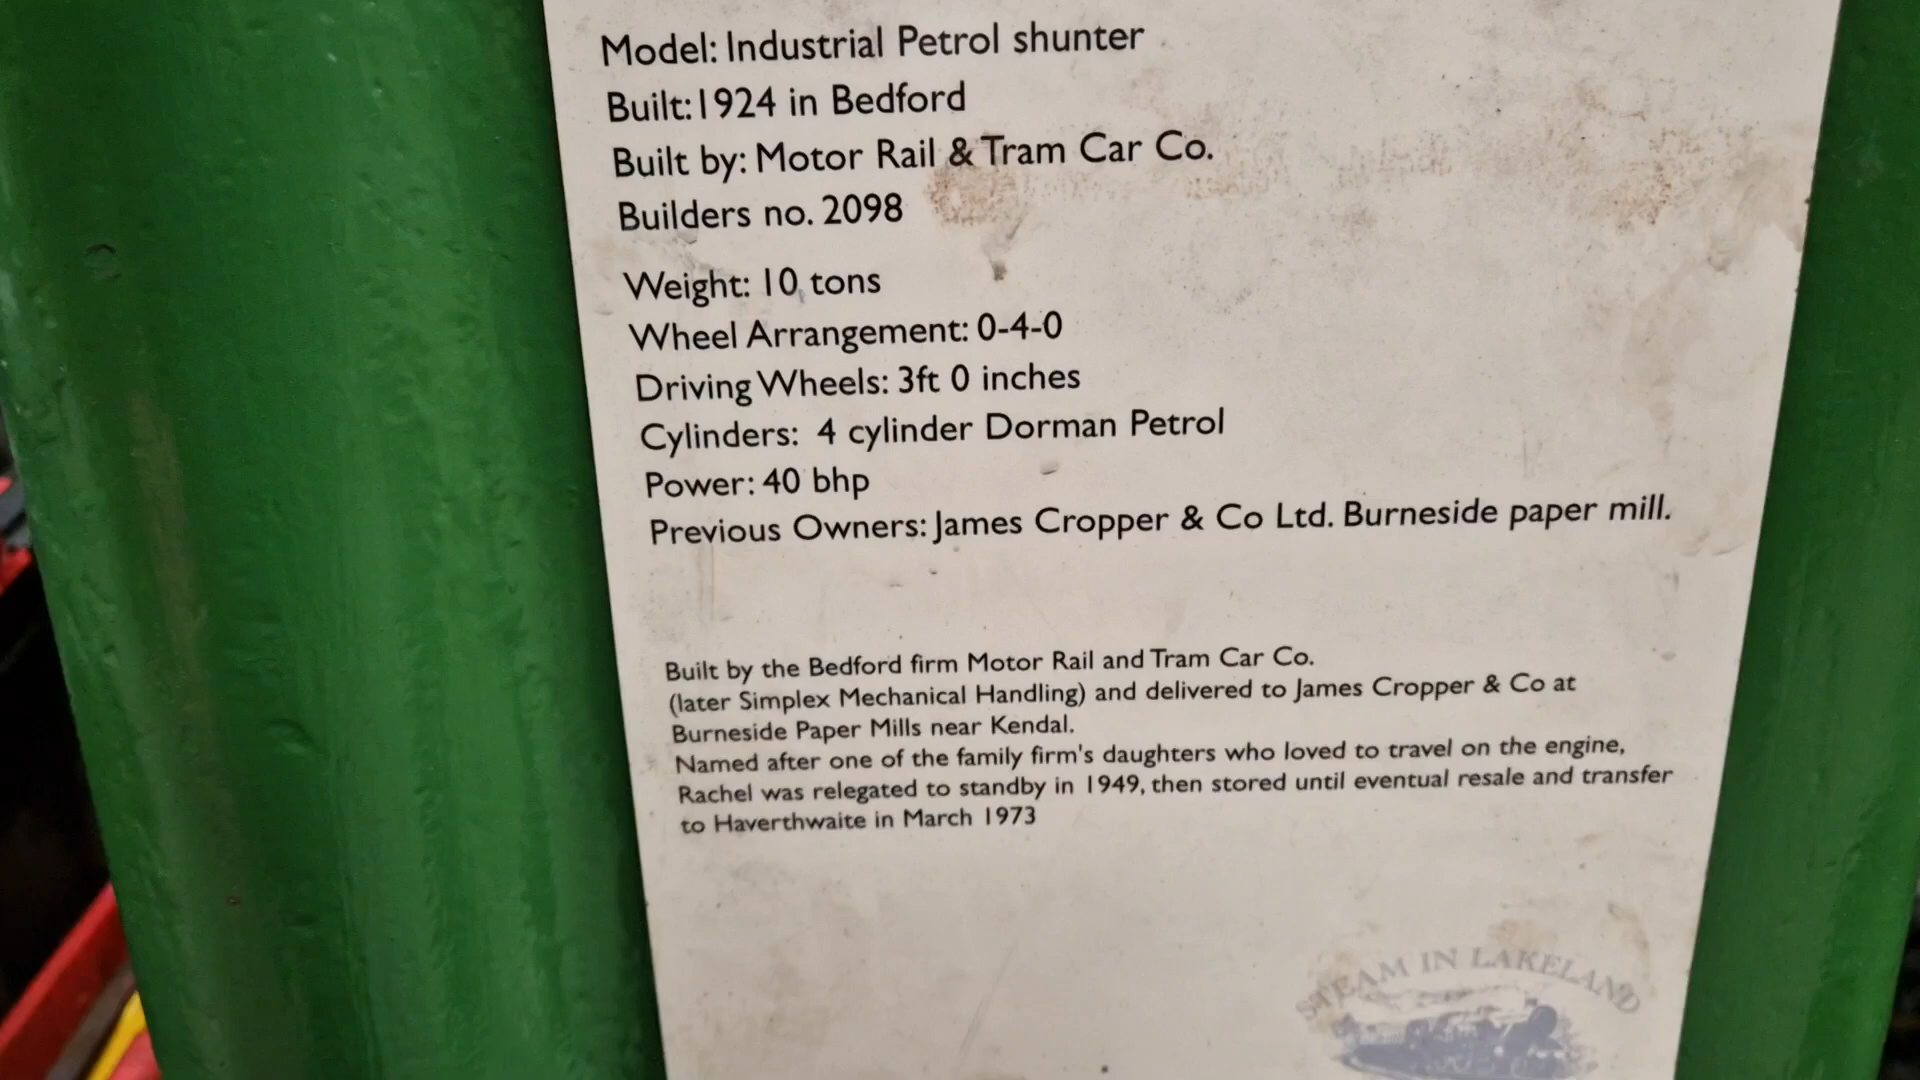 Model: Industrial Petrol shunter
Built:1924 in Bedford
Built by: Motor Rail & Tram Car Co.
Builders no. 2098
Weight: 10 tons
Wheel Arrangement: 0-4-0
Driving Wheels: 3ft 0 inches
Cylinders: 4 cylinder Dorman Petrol
Power: 40 bhp
Previous Owners: James Cropper & Co Ltd. Burneside paper mill.
Built by the Bedford firm Motor Rail and Tram Car Co.
(later Simplex Mechanical Handling) and delivered to James Cropper & Co at
Burneside Paper Mills near Kendal.
Named after one of the family firm's daughters who loved to travel on the engine,
Rachel was relegated to standby in 1949, then stored until eventual resale and transfer
to Haverthwaite in March 1973
STEAM IN LAKELAND